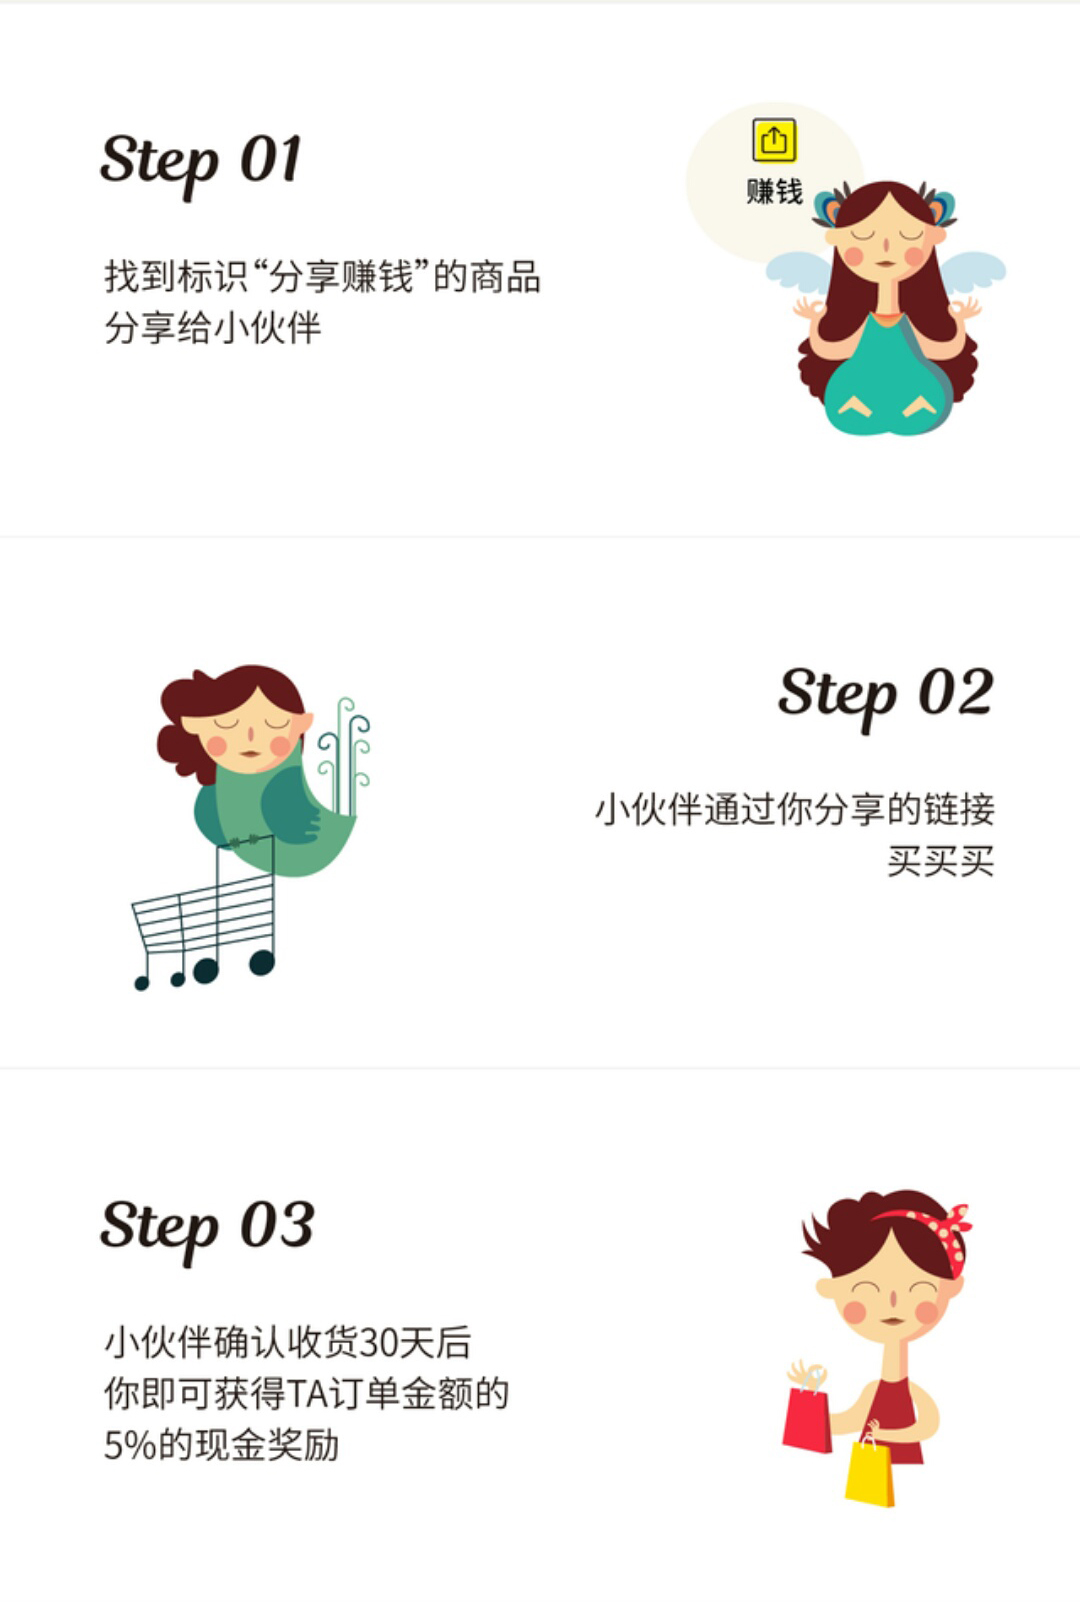 Step 01
赚钱
找到标识“分享赚钱”的商品
分享给小伙伴
Step 02
小伙伴通过你分享的链接
买买买
Step 03
小伙伴确认收货30天后
你即可获得TA订单金额的
5%的现金奖励